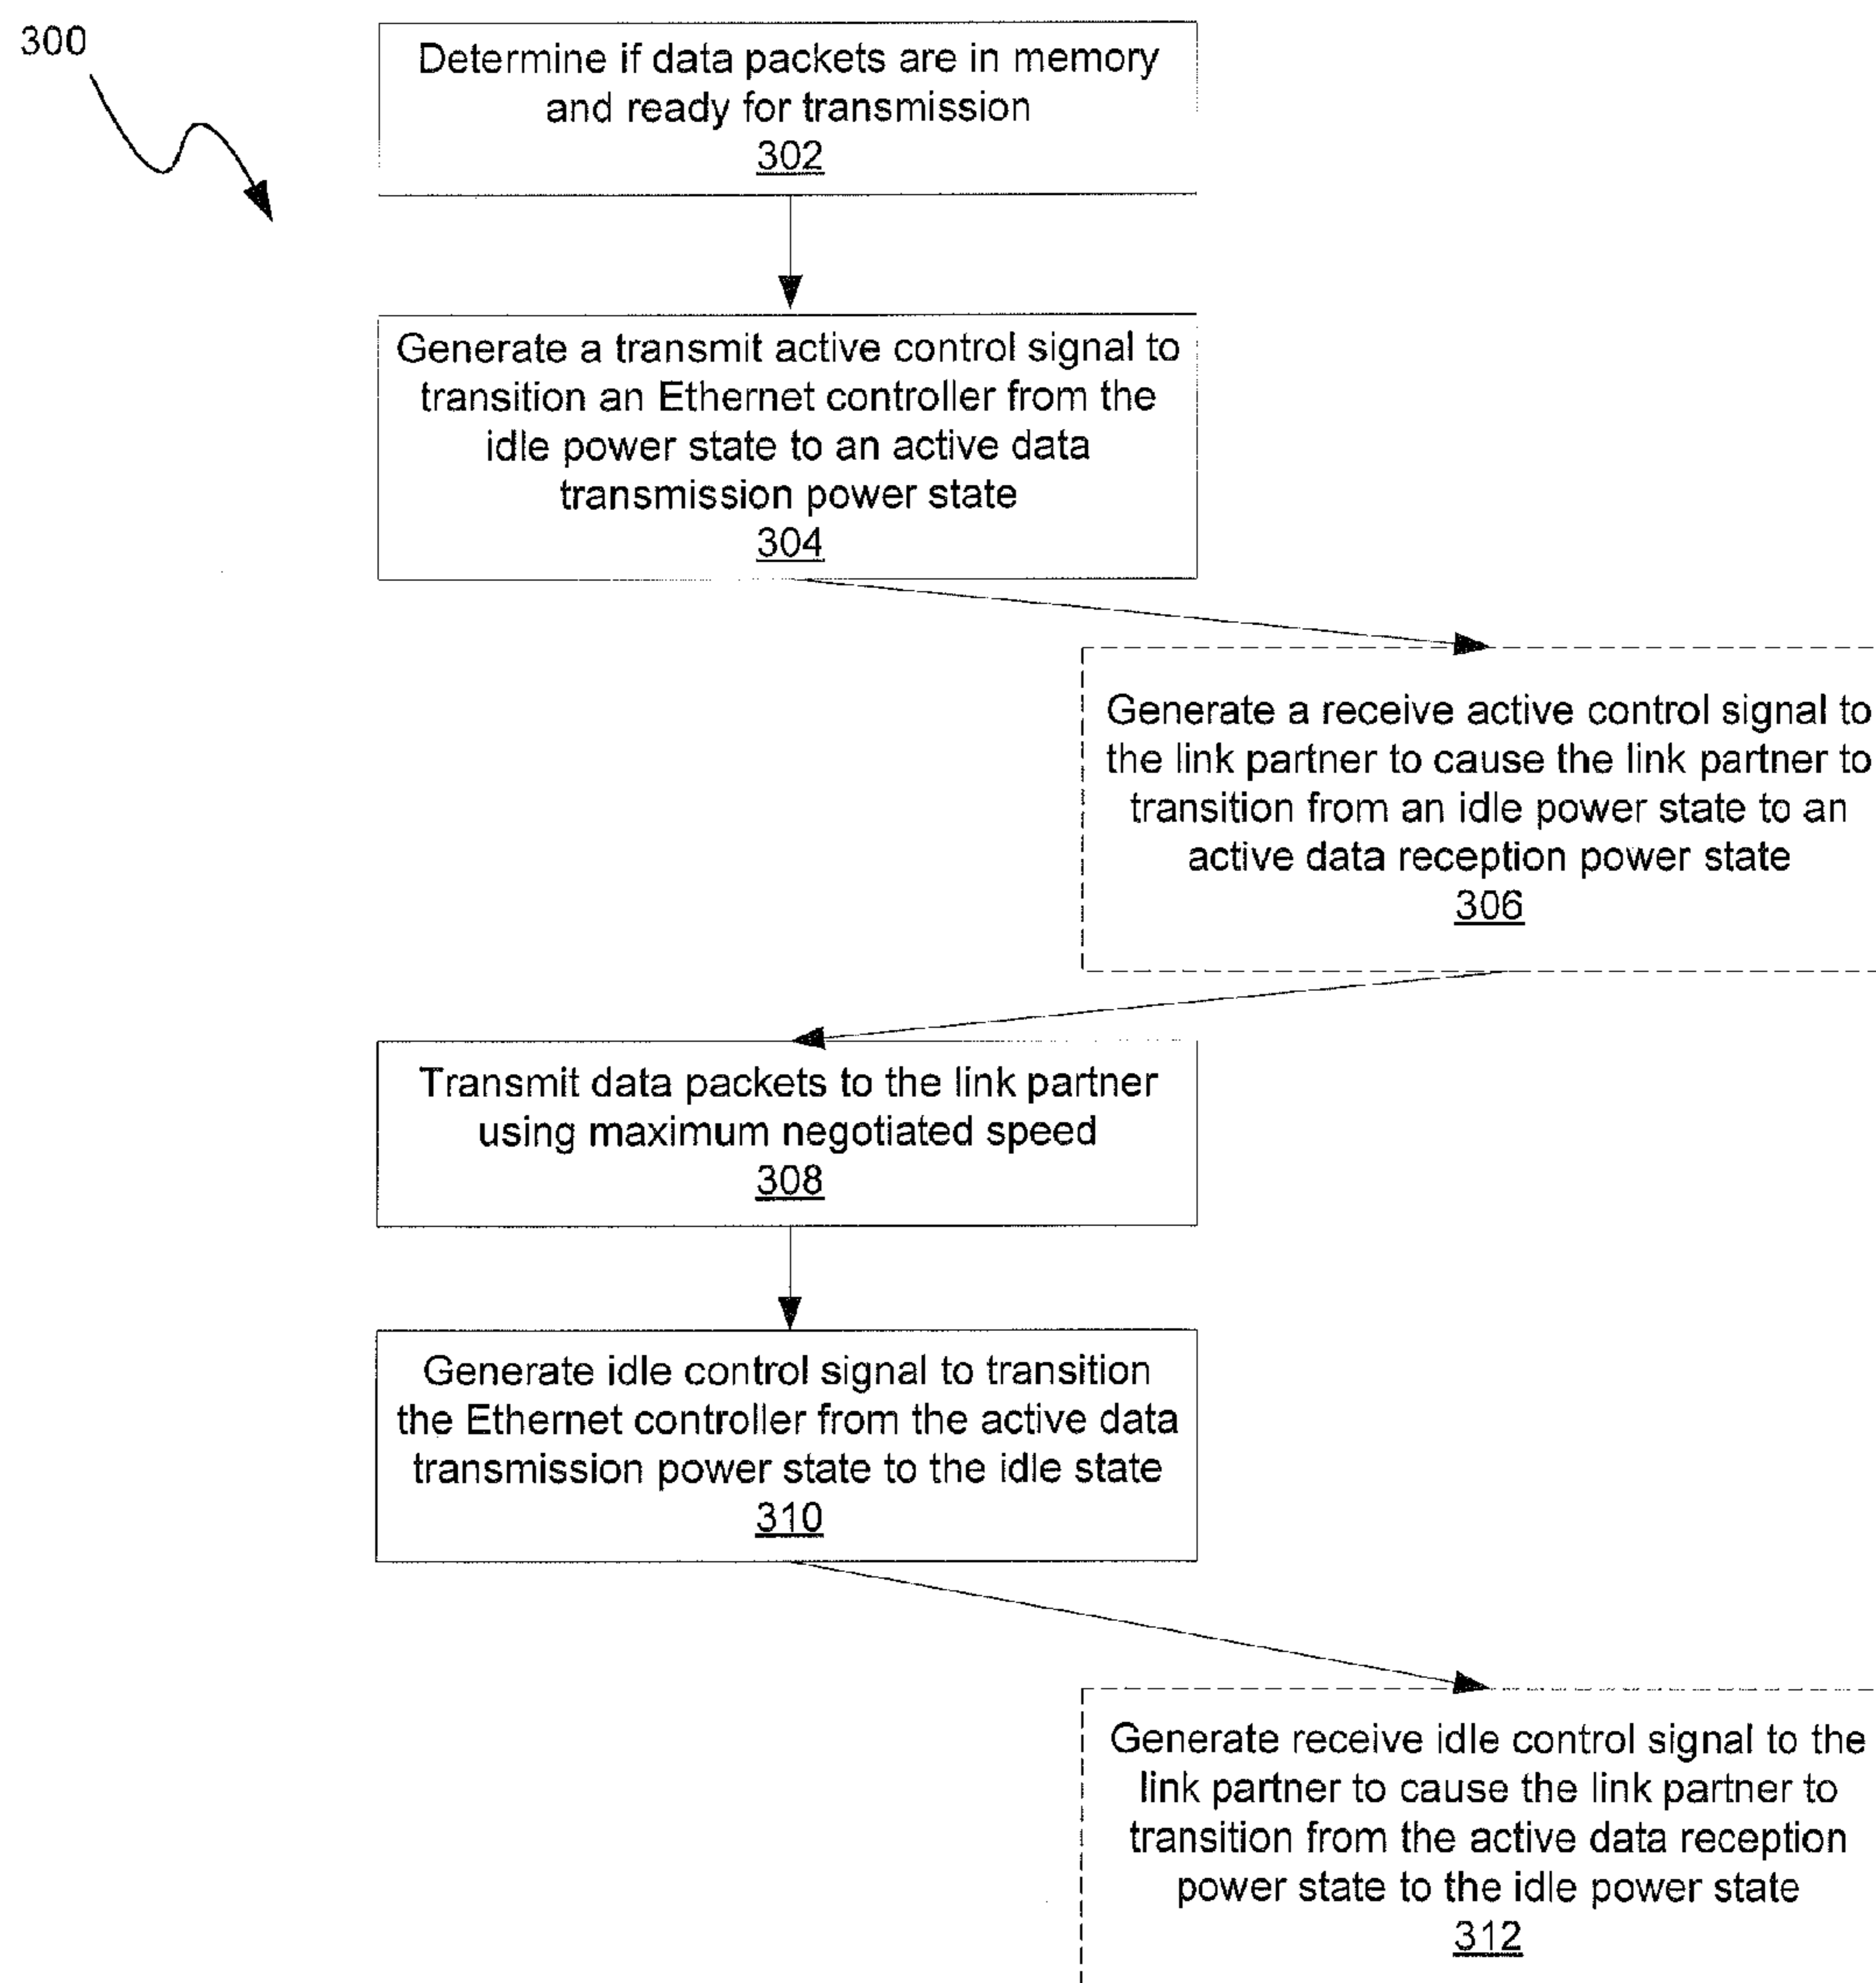 300
Determine if data packets are in memory
and ready for transmission
302
Generate a transmit active control signal to
transition an Ethernet controller from the
idle power state to an active data
transmission power state
304
Generate a receive active control signal to
the link partner to cause the link partner to
transition from an idle power state to an
active data reception power state
306
Transmit data packets to the link partner
using maximum negotiated speed
308
Generate idle control signal to transition
the Ethernet controller from the active data
transmission power state to the idle state
310
Generate receive idle control signal to the
link partner to cause the link partner to
transition from the active data reception
power state to the idle power state
312